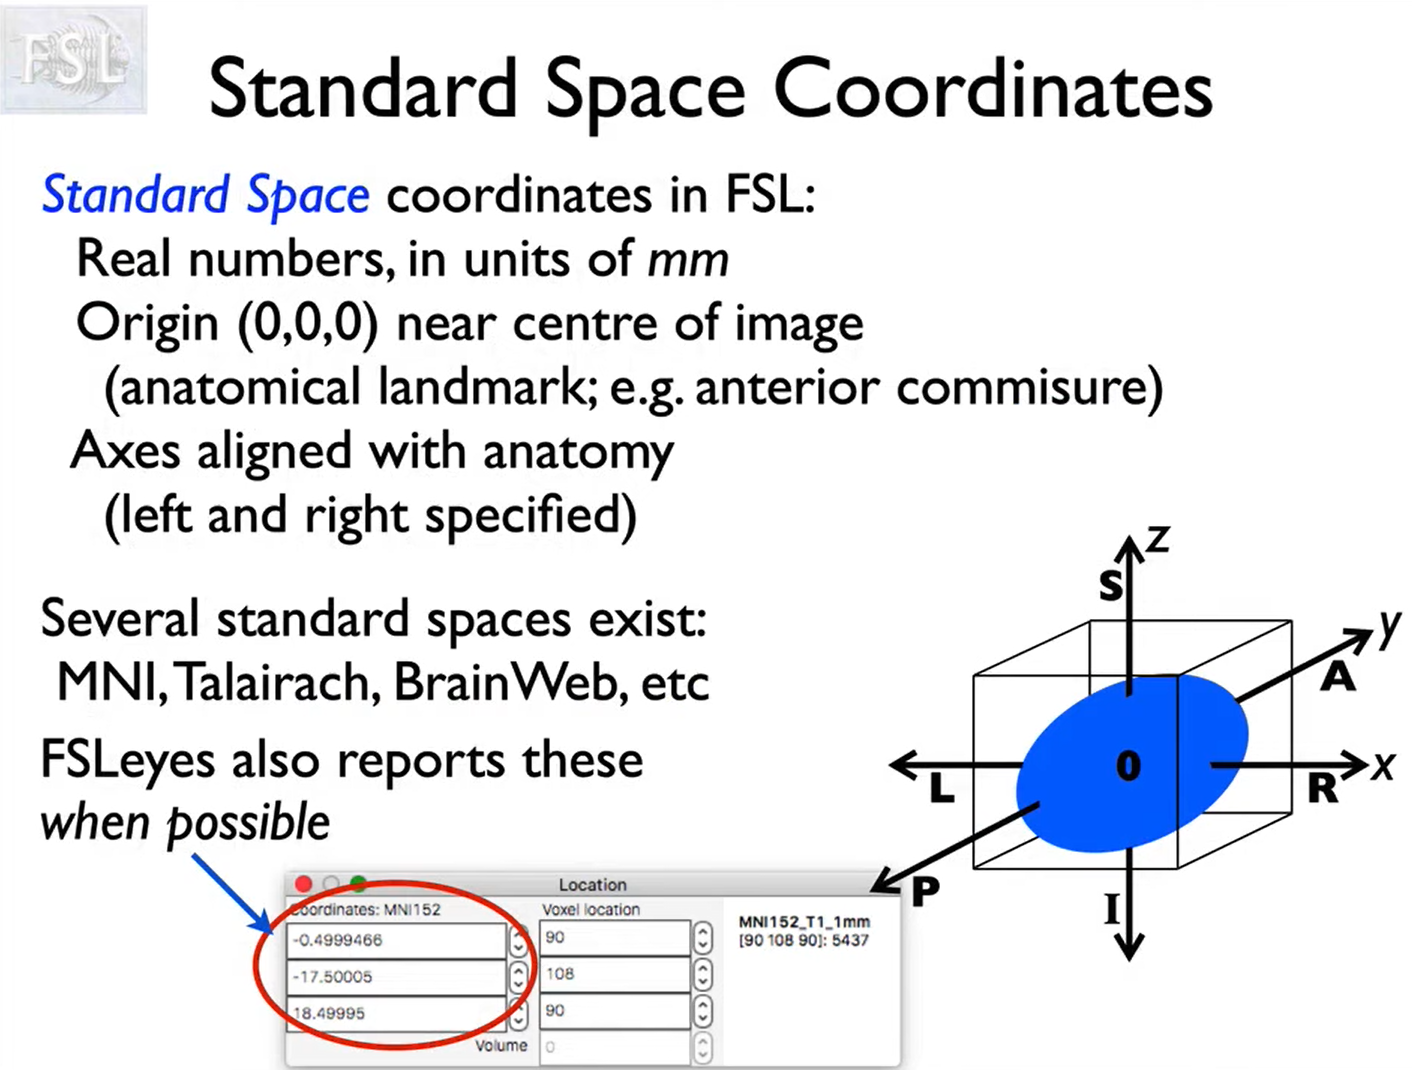 FSL
Standard Space Coordinates
Standard Space coordinates in FSL:
Real numbers, in units of mm
Origin (0,0,0) near centre of image
(anatomical landmark; e.g. anterior commisure)
Axes aligned with anatomy
(left and right specified)
Several standard spaces exist:
MNI, Talairach, BrainWeb, etc
FSLeyes also reports these
when possible
z
S
y
A
L
0
R
x
P
I
Location
Coordinates: MNI152
Voxel location
-0.4999466
90
-17.50005
108
18.49995
90
Volume
0
MNI152_T1_1mm
[90 108 90]: 5437